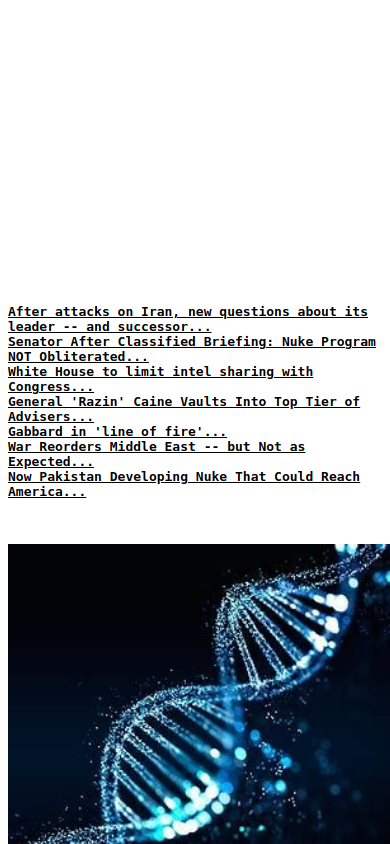 After attacks on Iran, new questions about its
leader -- and successor...
Senator After Classified Briefing: Nuke Program
NOT Obliterated...
White House to limit intel sharing with
Congress...
General 'Razin' Caine Vaults Into Top Tier of
Advisers...
Gabbard in 'line of fire'...
War Reorders Middle East -- but Not as
Expected...
Now Pakistan Developing Nuke That Could Reach
America...